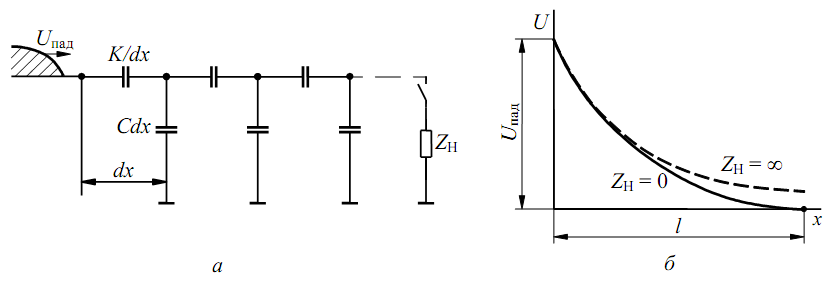 Uпад
K/dx
Cdx
dx
ZН
а
U
Uпад
ZН = ∞
ZН = 0
x
l
б